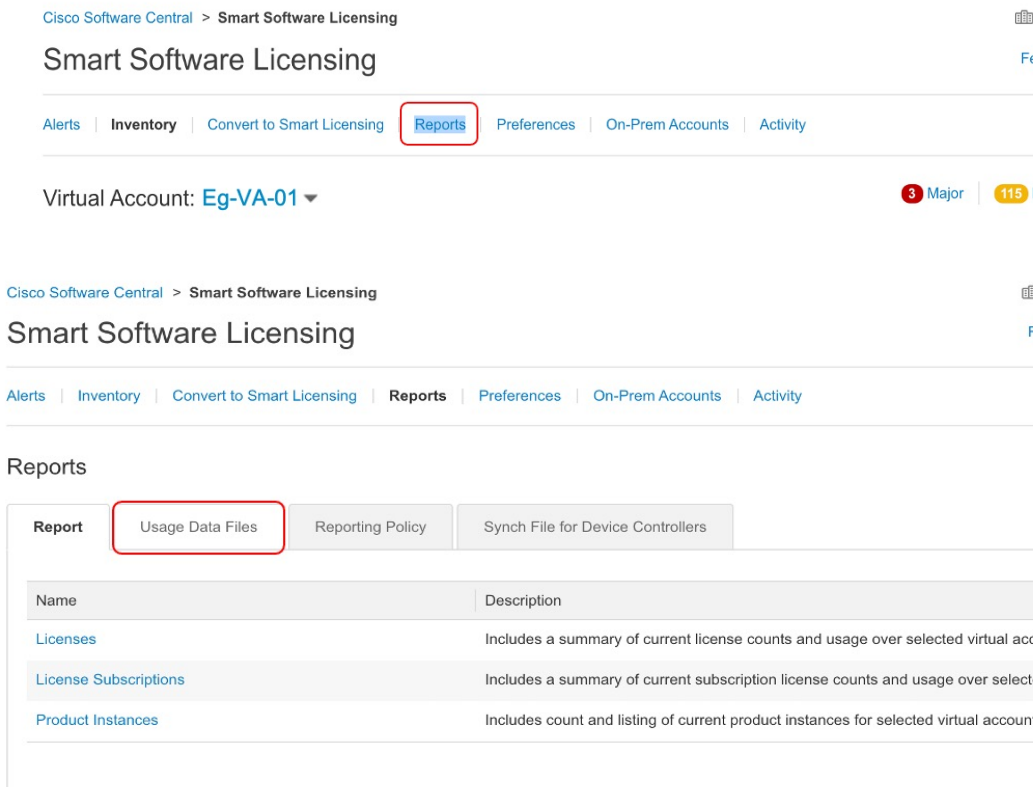 Cisco Software Central > Smart Software Licensing
Smart Software Licensing
Alerts Inventory Convert to Smart Licensing Reports Preferences On-Prem Accounts Activity
Virtual Account: Eg-VA-01
3 Major 115
Cisco Software Central > Smart Software Licensing
Smart Software Licensing
Alerts Inventory Convert to Smart Licensing Reports Preferences On-Prem Accounts Activity
Reports
Report Usage Data Files Reporting Policy Synch File for Device Controllers
Name Description
Licenses Includes a summary of current license counts and usage over selected virtual
License Subscriptions Includes a summary of current subscription license counts and usage over
Product Instances Includes count and listing of current product instances for selected virtual